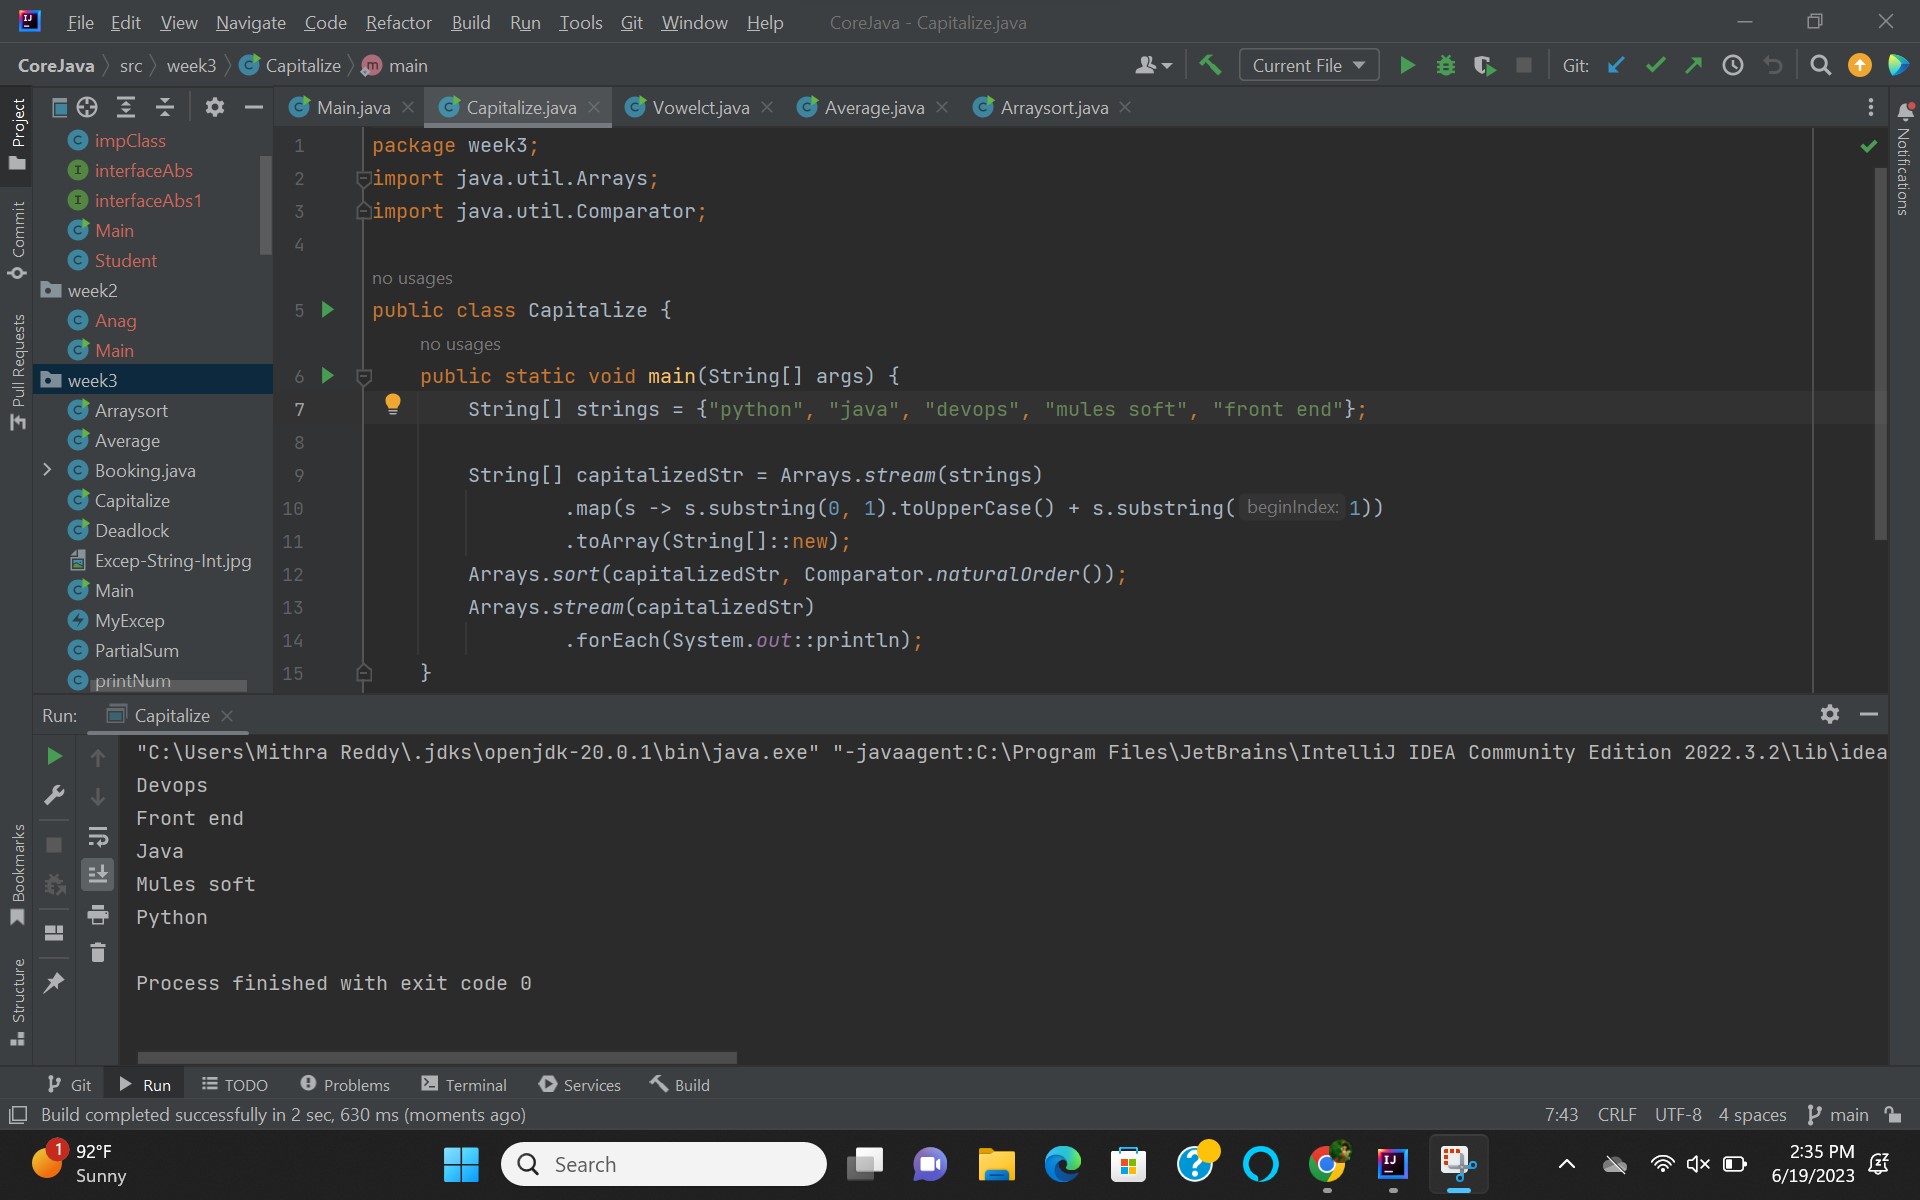 File Edit View Navigate Code Refactor Build Run Tools Git Window Help CoreJava - Capitalize.java
CoreJava src week3 Capitalize main Current File Git:
Main.java Capitalize.java Vowelct.java Average.java Arraysort.java
Project
Commit
Pull Requests
Bookmarks
Structure
Notifications
impClass
interfaceAbs
interfaceAbs1
Main
Student
week2
Anag
Main
week3
Arraysort
Average
Booking.java
Capitalize
Deadlock
Excep-String-Int.jpg
Main
MyExcep
PartialSum
printNum
1 package week3;
2 import java.util.Arrays;
3 import java.util.Comparator;
4
no usages
5 public class Capitalize {
no usages
6 public static void main(String[] args) {
7 String[] strings = {"python", "java", "devops", "mules soft", "front end"};
8
9 String[] capitalizedStr = Arrays.stream(strings)
10 .map(s -> s.substring(0, 1).toUpperCase() + s.substring( beginIndex: 1))
11 .toArray(String[]::new);
12 Arrays.sort(capitalizedStr, Comparator.naturalOrder());
13 Arrays.stream(capitalizedStr)
14 .forEach(System.out::println);
15 }
Run: Capitalize
"C:\Users\Mithra Reddy\.jdks\openjdk-20.0.1\bin\java.exe" "-javaagent:C:\Program Files\JetBrains\IntelliJ IDEA Community Edition 2022.3.2\lib\idea
Devops
Front end
Java
Mules soft
Python
Process finished with exit code 0
Git Run TODO Problems Terminal Services Build
Build completed successfully in 2 sec, 630 ms (moments ago) 7:43 CRLF UTF-8 4 spaces main
1 92°F
Sunny
Search
2:35 PM
6/19/2023